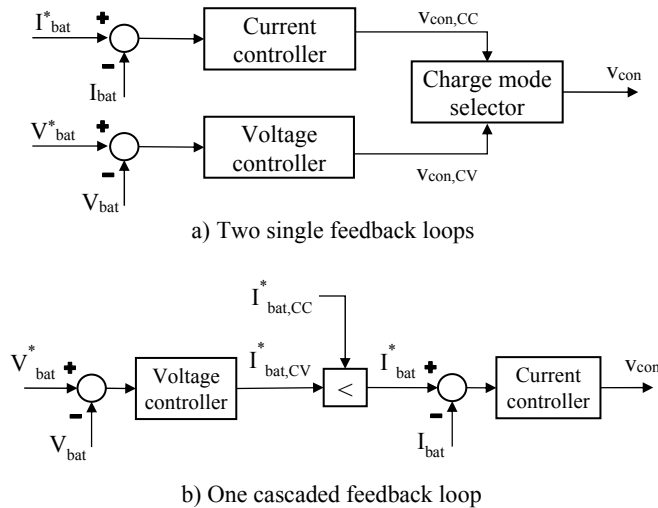 I*bat
+
−
Ibat
Current controller
vcon,CC
Charge mode selector
vcon
V*bat
+
−
Vbat
Voltage controller
vcon,CV
a) Two single feedback loops
I*bat,CC
V*bat
+
−
Vbat
Voltage controller
I*bat,CV
<
I*bat
+
−
Ibat
Current controller
vcon
b) One cascaded feedback loop